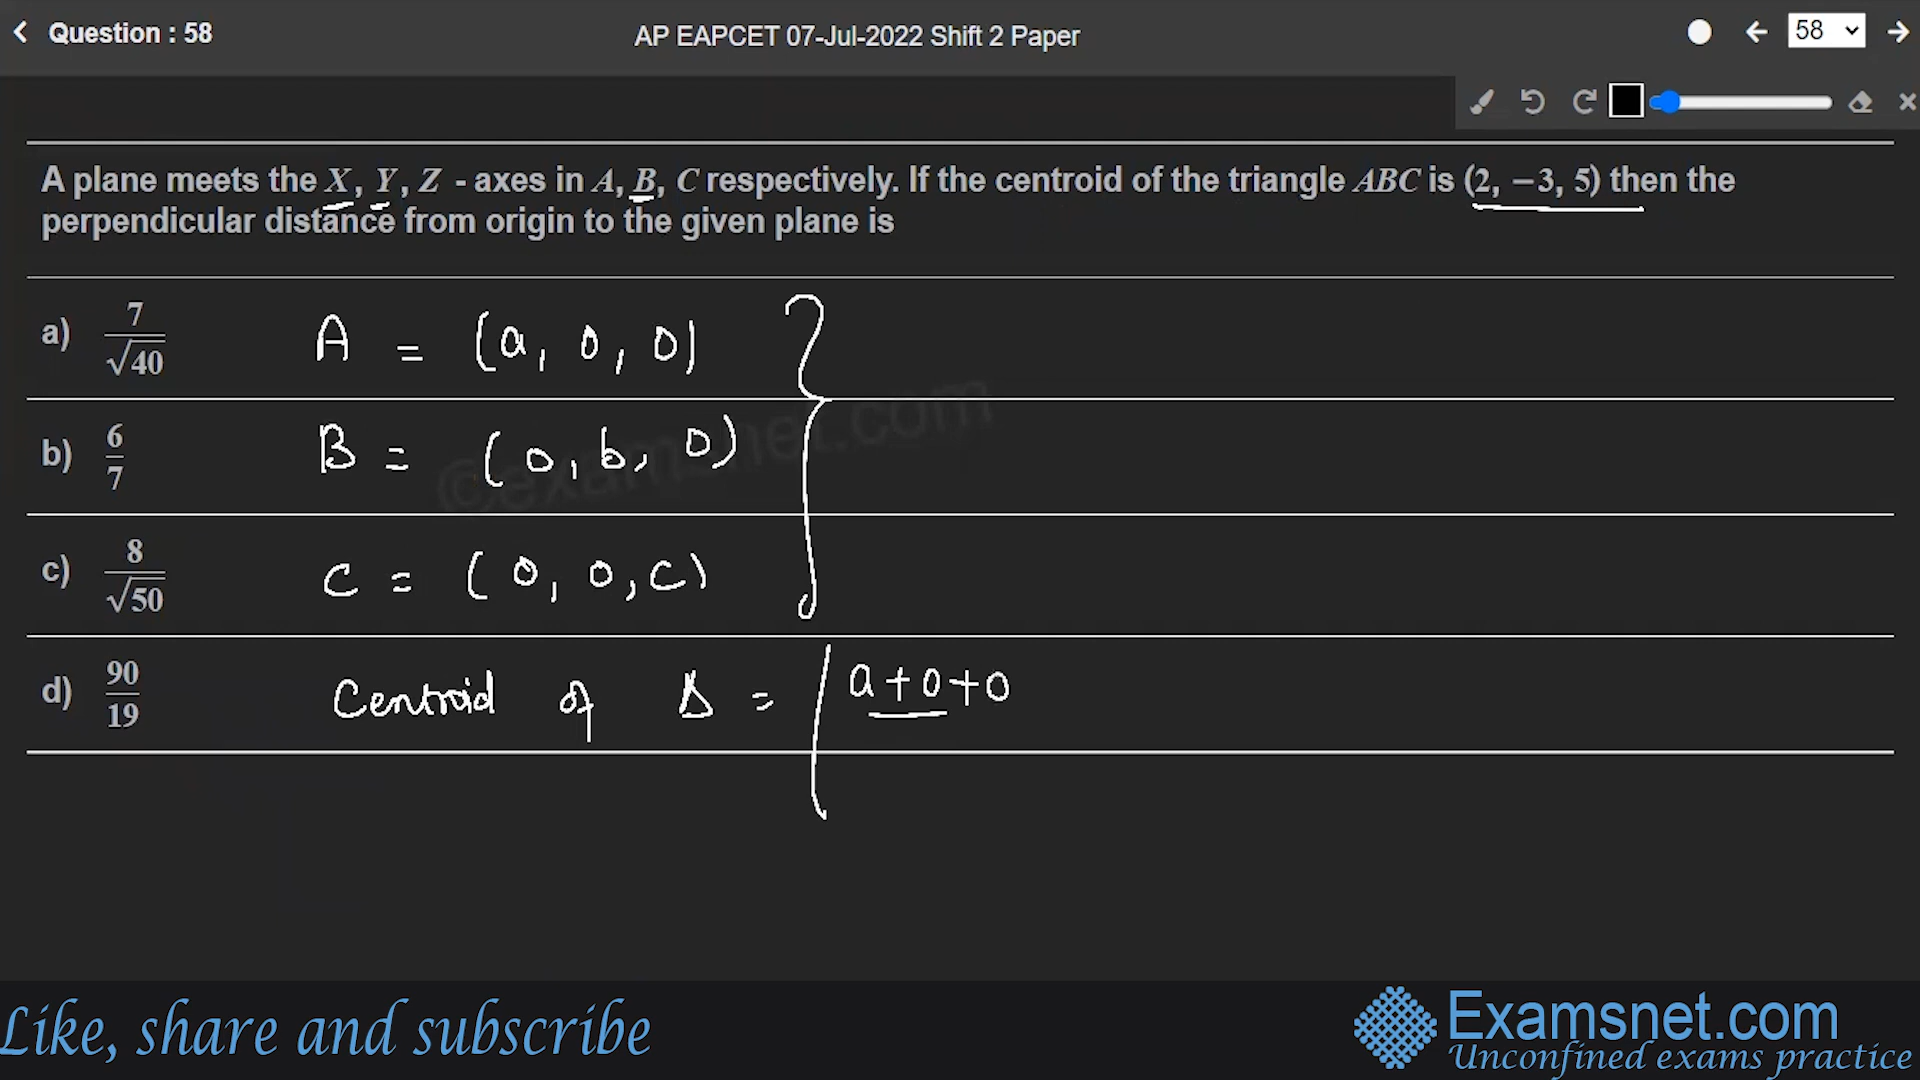 Question : 58
AP EAPCET 07-Jul-2022 Shift 2 Paper
58
A plane meets the X, Y, Z - axes in A, B, C respectively. If the centroid of the triangle ABC is (2, −3, 5) then the
perpendicular distance from origin to the given plane is
a) 7/√40
A = (a, 0, 0)
b) 6/7
B = (0, b, 0)
c) 8/√50
C = (0, 0, c)
d) 90/19
Centroid of Δ = (a+0+0
©examsnet.com
Like, share and subscribe
Examsnet.com
Unconfined exams practice